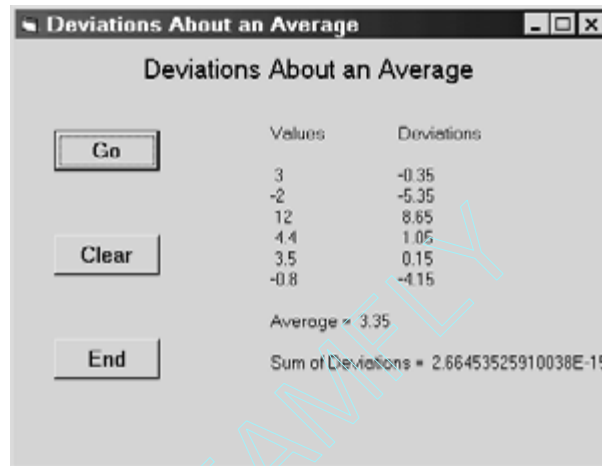 Deviations About an Average
Deviations About an Average
Go
Values Deviations
3 -0.35
-2 -5.35
12 8.65
4.4 1.05
Clear
3.5 0.15
-0.8 -4.15
Average = 3.35
End
Sum of Deviations = 2.66453525910038E-15